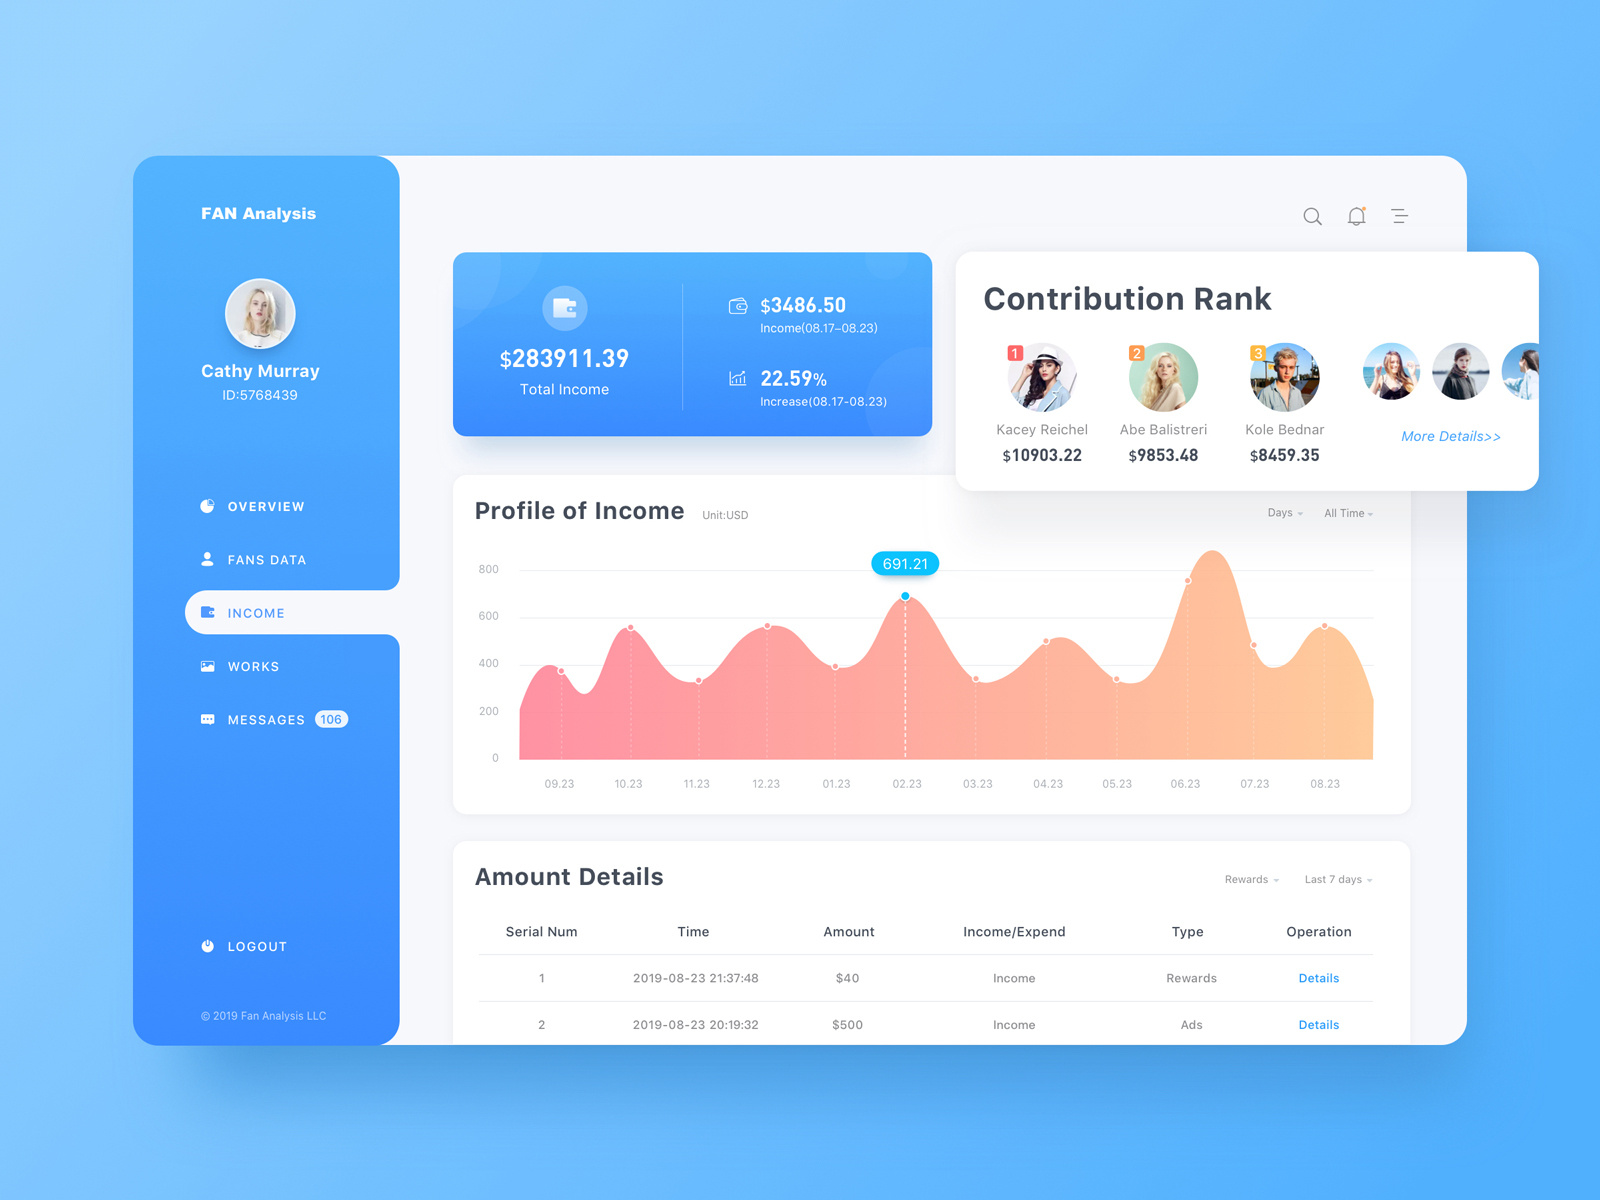 FAN Analysis
Cathy Murray
ID:5768439
OVERVIEW
FANS DATA
INCOME
WORKS
MESSAGES 106
LOGOUT
© 2019 Fan Analysis LLC
$283911.39
Total Income
$3486.50
Income(08.17–08.23)
22.59%
Increase(08.17-08.23)
Contribution Rank
1 2 3
Kacey Reichel Abe Balistreri Kole Bednar
$10903.22 $9853.48 $8459.35
More Details>>
Profile of Income Unit:USD
Days All Time
691.21
800
600
400
200
0
09.23 10.23 11.23 12.23 01.23 02.23 03.23 04.23 05.23 06.23 07.23 08.23
Amount Details
Rewards Last 7 days
Serial Num Time Amount Income/Expend Type Operation
1 2019-08-23 21:37:48 $40 Income Rewards Details
2 2019-08-23 20:19:32 $500 Income Ads Details